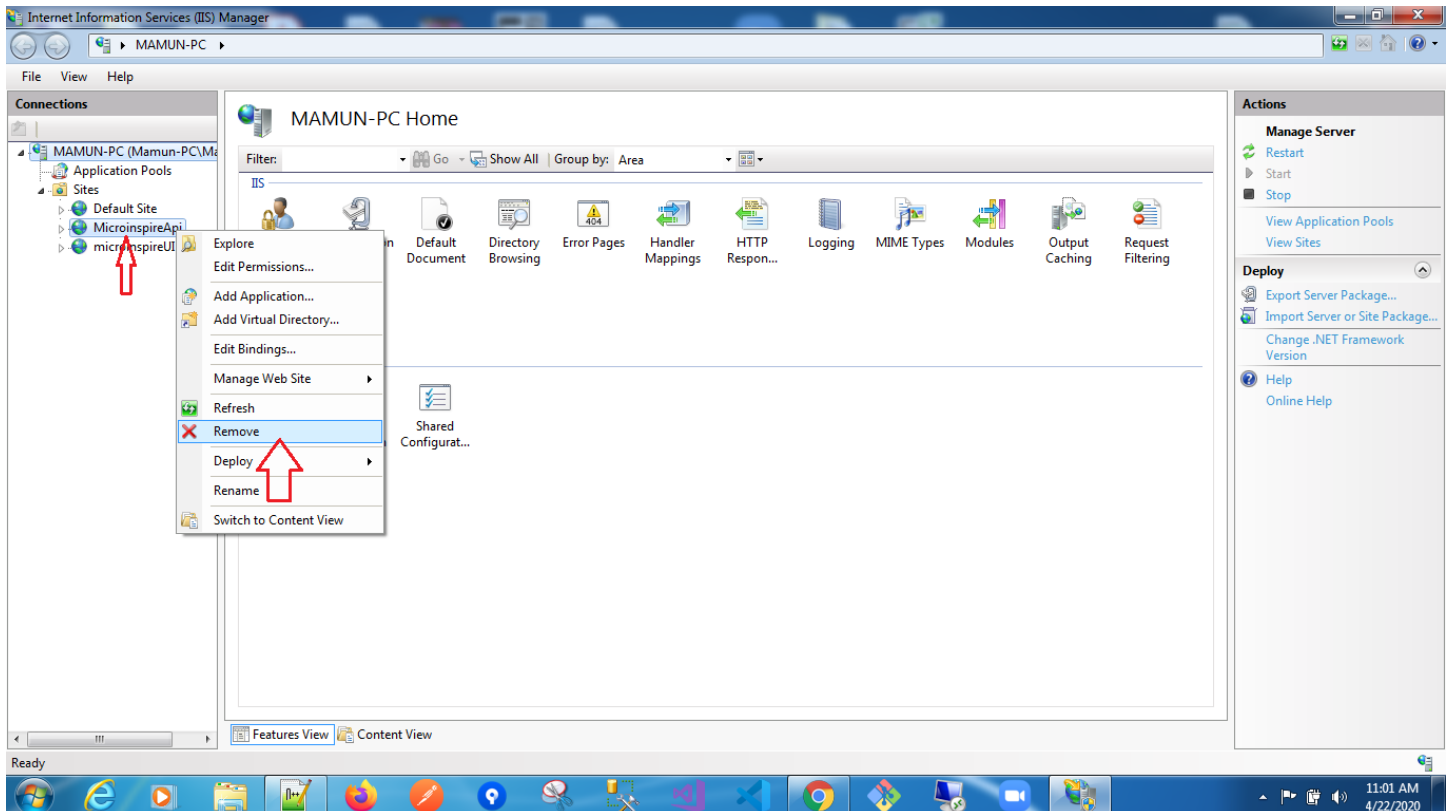 Internet Information Services (IIS) Manager
MAMUN-PC
File View Help
Connections
MAMUN-PC (Mamun-PC\Ma
Application Pools
Sites
Default Site
MicroinspireApi
microinspireUI
Explore
Edit Permissions...
Add Application...
Add Virtual Directory...
Edit Bindings...
Manage Web Site
Refresh
Remove
Deploy
Rename
Switch to Content View
MAMUN-PC Home
Filter: Go Show All Group by: Area
IIS
Default Document
Directory Browsing
404
Error Pages
Handler Mappings
HTTP Respon...
Logging
MIME Types
Modules
Output Caching
Request Filtering
Shared Configurat...
Features View Content View
Actions
Manage Server
Restart
Start
Stop
View Application Pools
View Sites
Deploy
Export Server Package...
Import Server or Site Package...
Change .NET Framework
Version
Help
Online Help
Ready
11:01 AM
4/22/2020